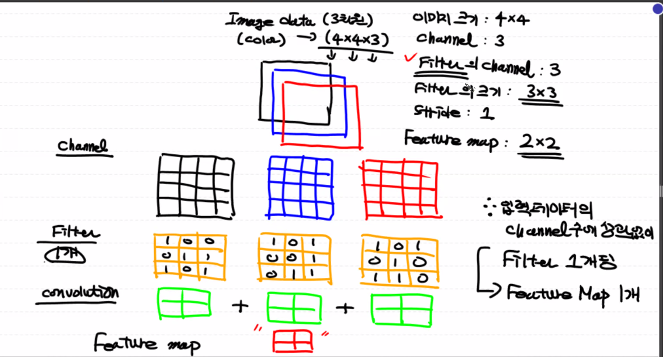 Image data (3차원)
(color) → (4×4×3)
이미지 크기 : 4×4
Channel : 3
✓ Filter의 channel : 3
Filter의 크기 : 3×3
Stride : 1
Feature map : 2×2
Channel
Filter
1개
1 0 0
0 1 1
1 0 1
1 0 1
0 0 1
0 1 1
1 0 1
0 1 0
1 1 0
convolution
+ +
Feature map
" "
∴ 입력데이터의
Channel수에 상관없이
Filter 1개당
→ Feature Map 1개